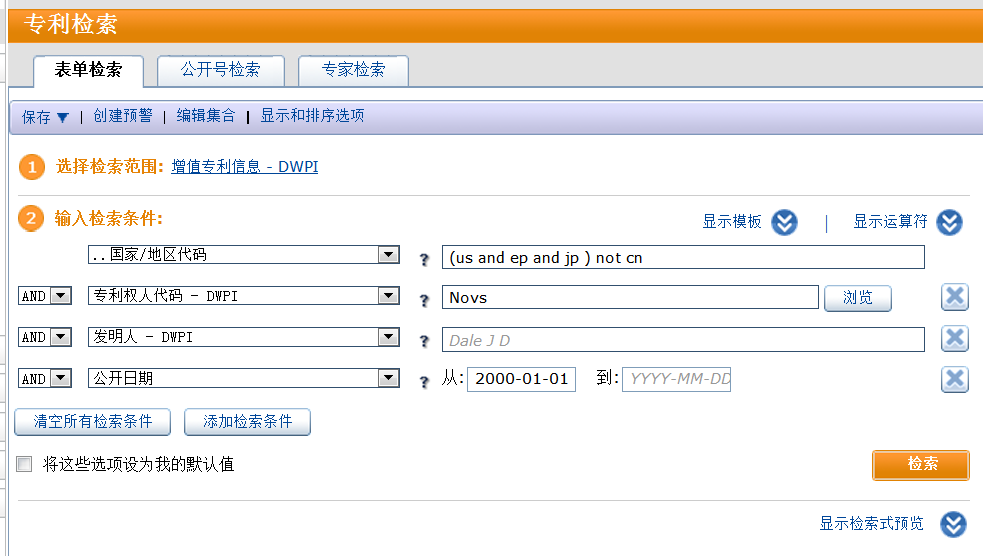 专利检索
表单检索 公开号检索 专家检索
保存 ▼ | 创建预警 | 编辑集合 | 显示和排序选项
1 选择检索范围: 增值专利信息 - DWPI
2 输入检索条件: 显示模板 | 显示运算符
..国家/地区代码 ? (us and ep and jp ) not cn
AND 专利权人代码 - DWPI ? Novs 浏览
AND 发明人 - DWPI ? Dale J D
AND 公开日期 ? 从: 2000-01-01 到: YYYY-MM-DD
清空所有检索条件 添加检索条件
将这些选项设为我的默认值 检索
显示检索式预览